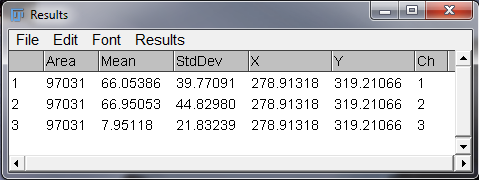 Results
File Edit Font Results
Area Mean StdDev X Y Ch
1 97031 66.05386 39.77091 278.91318 319.21066 1
2 97031 66.95053 44.82980 278.91318 319.21066 2
3 97031 7.95118 21.83239 278.91318 319.21066 3